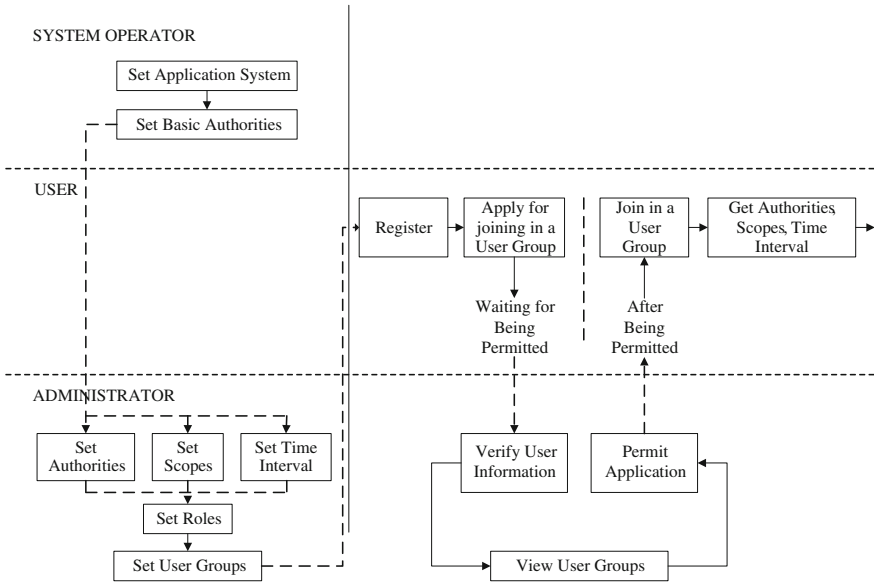 SYSTEM OPERATOR
Set Application System
Set Basic Authorities
USER
Register
Apply for
joining in a
User Group
Join in a
User
Group
Get Authorities,
Scopes, Time
Interval
Waiting for
Being
Permitted
After
Being
Permitted
ADMINISTRATOR
Set
Authorities
Set
Scopes
Set Time
Interval
Verify User
Information
Permit
Application
Set Roles
Set User Groups
View User Groups